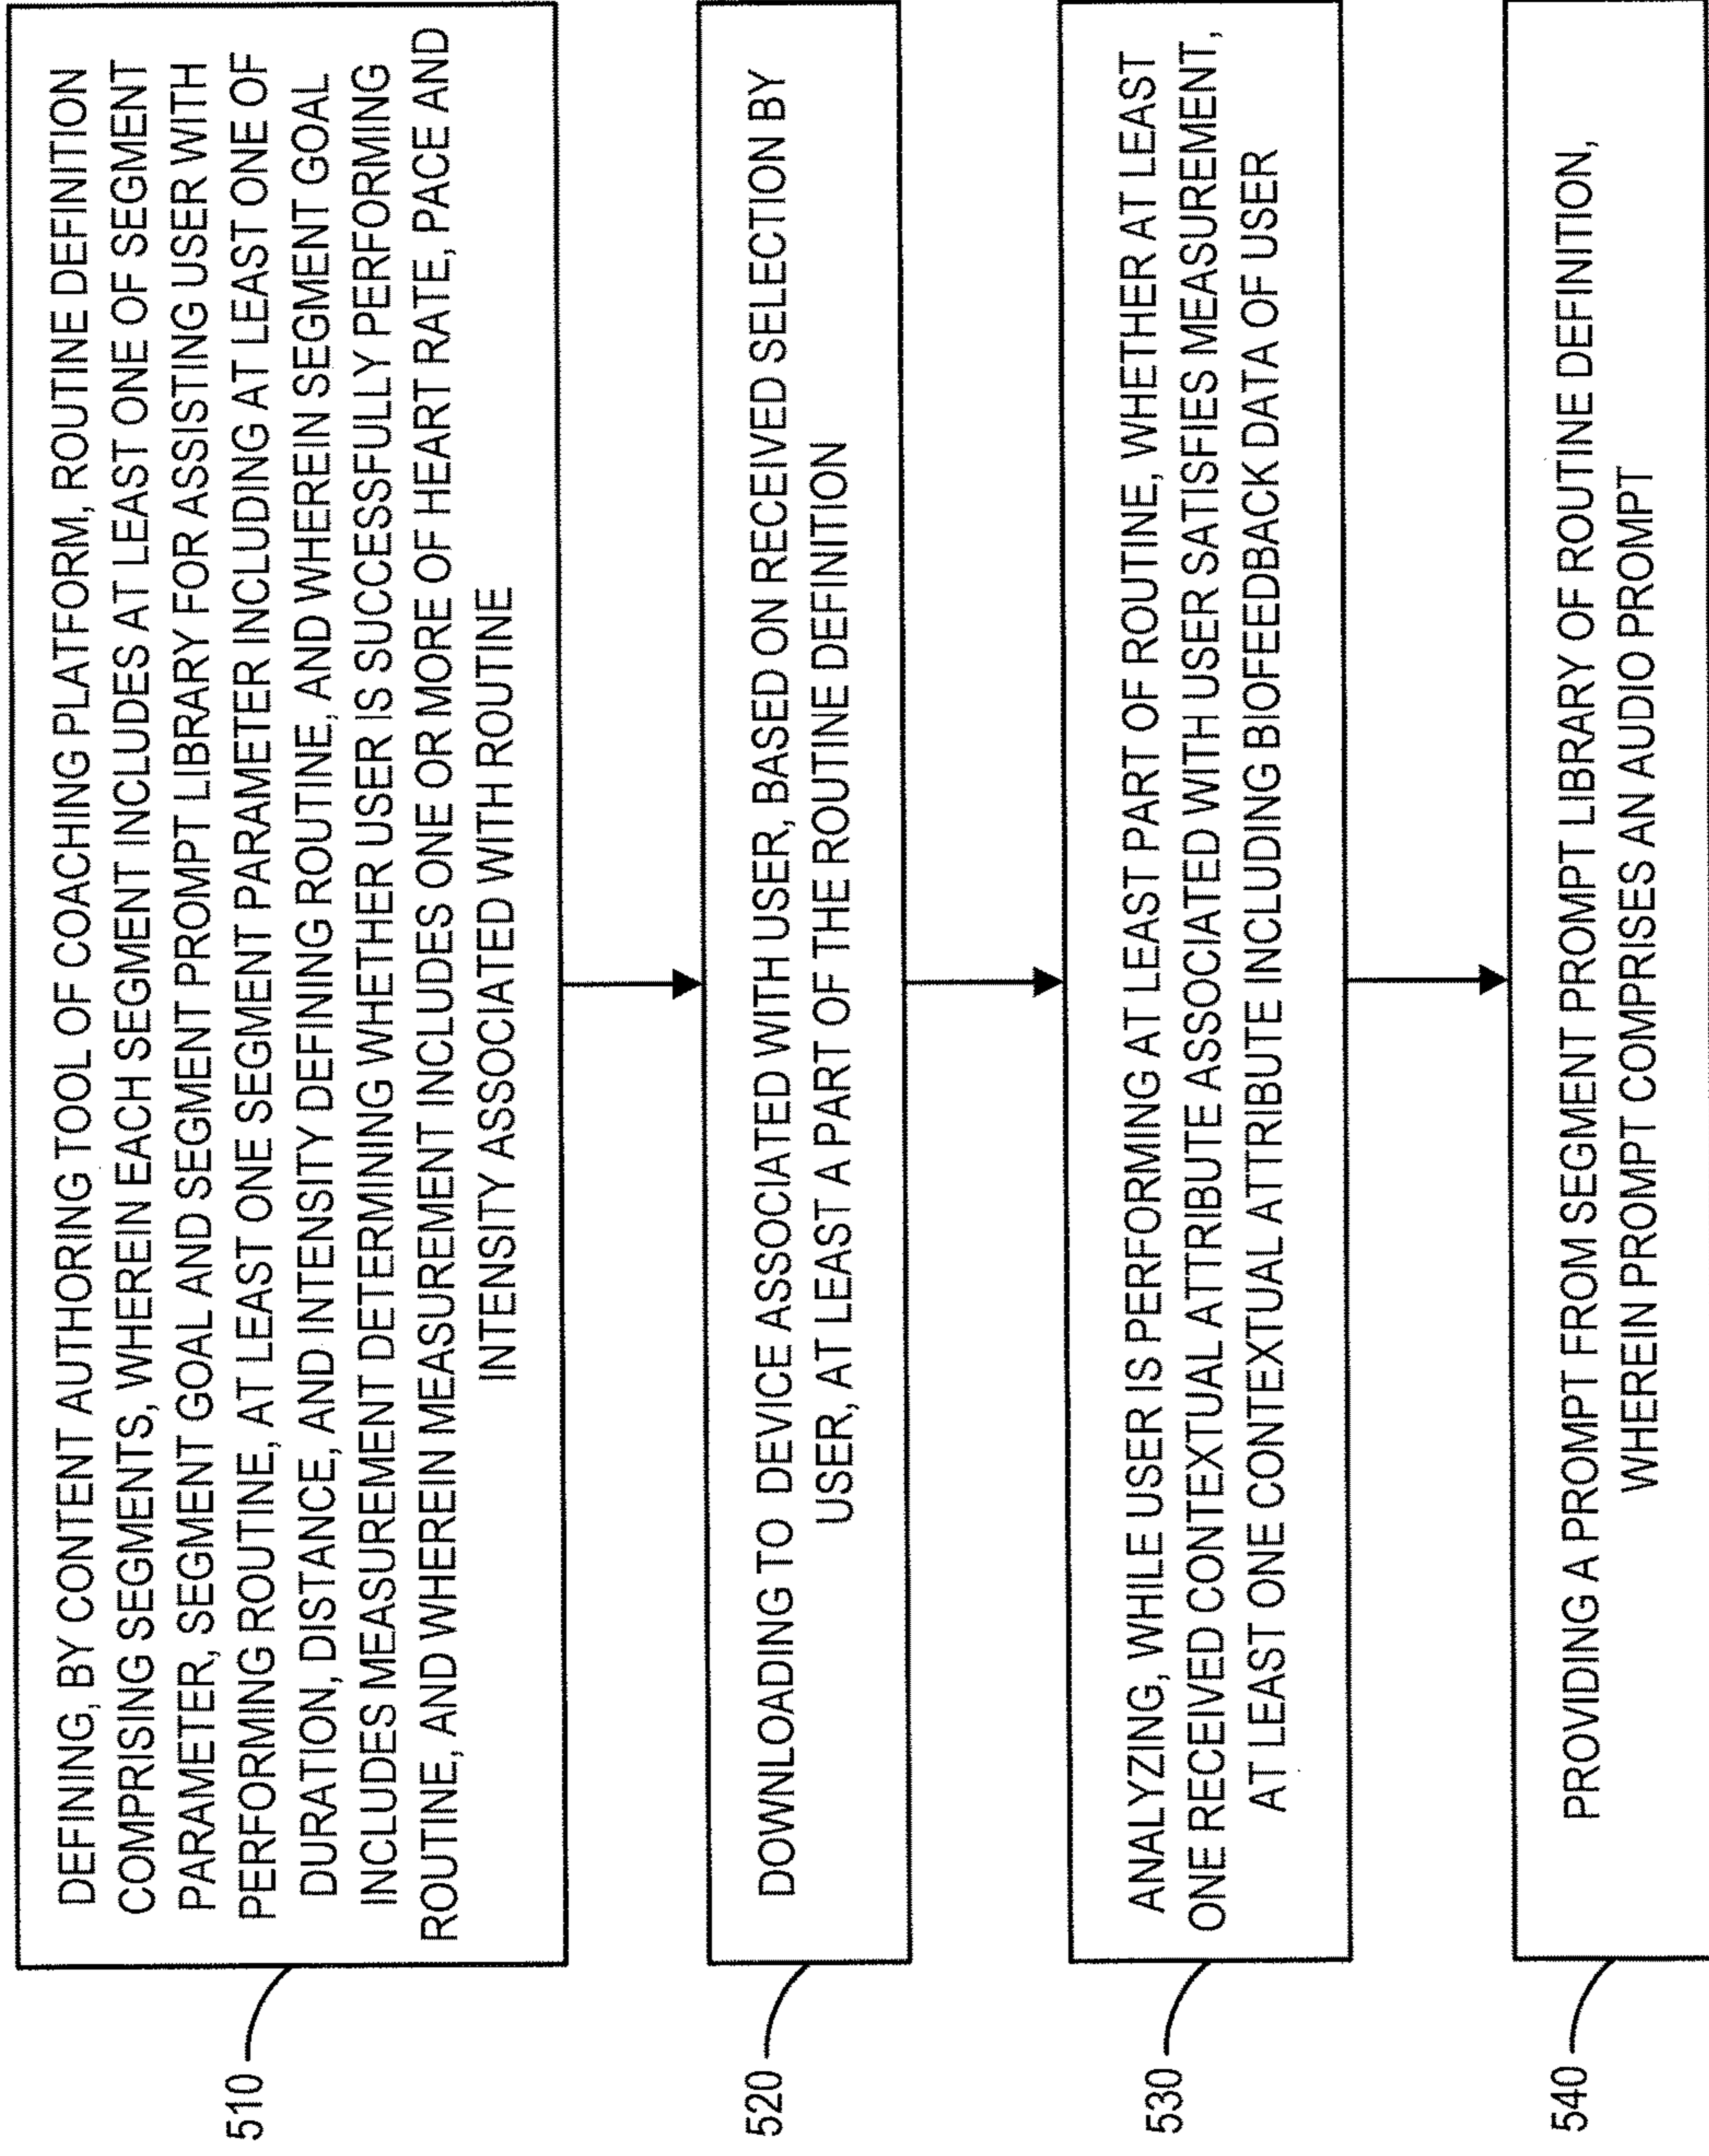 510
DEFINING, BY CONTENT AUTHORING TOOL OF COACHING PLATFORM, ROUTINE DEFINITION
COMPRISING SEGMENTS, WHEREIN EACH SEGMENT INCLUDES AT LEAST ONE OF SEGMENT
PARAMETER, SEGMENT GOAL AND SEGMENT PROMPT LIBRARY FOR ASSISTING USER WITH
PERFORMING ROUTINE, AT LEAST ONE SEGMENT PARAMETER INCLUDING AT LEAST ONE OF
DURATION, DISTANCE, AND INTENSITY DEFINING ROUTINE, AND WHEREIN SEGMENT GOAL
INCLUDES MEASUREMENT DETERMINING WHETHER USER IS SUCCESSFULLY PERFORMING
ROUTINE, AND WHEREIN MEASUREMENT INCLUDES ONE OR MORE OF HEART RATE, PACE AND
INTENSITY ASSOCIATED WITH ROUTINE
520
DOWNLOADING TO DEVICE ASSOCIATED WITH USER, BASED ON RECEIVED SELECTION BY
USER, AT LEAST A PART OF THE ROUTINE DEFINITION
530
ANALYZING, WHILE USER IS PERFORMING AT LEAST PART OF ROUTINE, WHETHER AT LEAST
ONE RECEIVED CONTEXTUAL ATTRIBUTE ASSOCIATED WITH USER SATISFIES MEASUREMENT,
AT LEAST ONE CONTEXTUAL ATTRIBUTE INCLUDING BIOFEEDBACK DATA OF USER
540
PROVIDING A PROMPT FROM SEGMENT PROMPT LIBRARY OF ROUTINE DEFINITION,
WHEREIN PROMPT COMPRISES AN AUDIO PROMPT